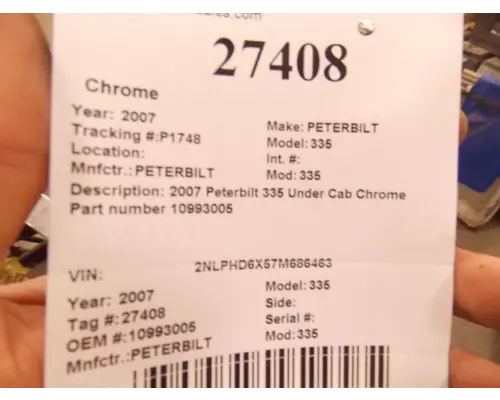 27408
Chrome
Year: 2007
Make: PETERBILT
Tracking #:P1748
Model: 335
Location:
Int. #:
Mnfctr.: PETERBILT
Mod: 335
Description: 2007 Peterbilt 335 Under Cab Chrome
Part number 10993005
VIN: 2NLPHD6X57M686463
Model: 335
Year: 2007
Side:
Tag #: 27408
Serial #:
OEM #: 10993005
Mod: 335
Mnfctr.:PETERBILT